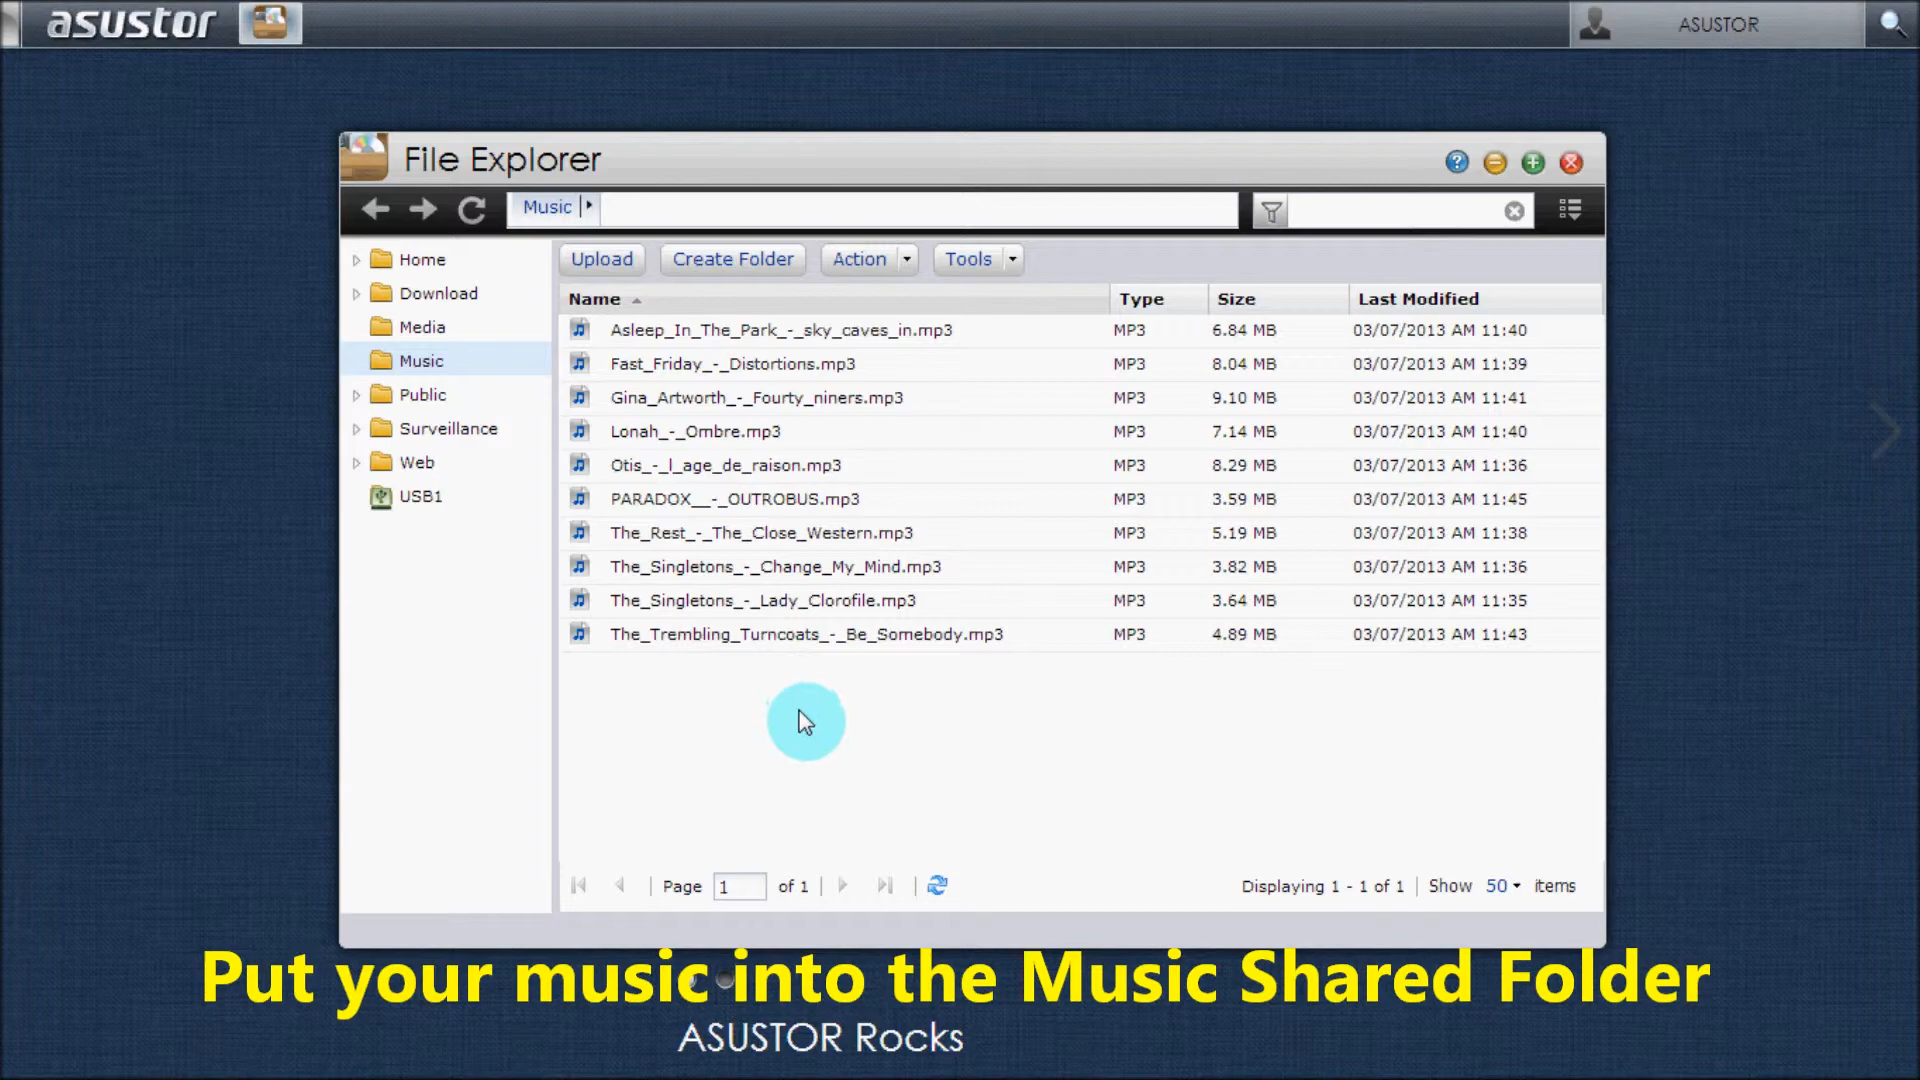 asustor
ASUSTOR
File Explorer
Music
Upload Create Folder Action Tools
Home
Download
Media
Music
Public
Surveillance
Web
USB1
Name Type Size Last Modified
Asleep_In_The_Park_-_sky_caves_in.mp3 MP3 6.84 MB 03/07/2013 AM 11:40
Fast_Friday_-_Distortions.mp3 MP3 8.04 MB 03/07/2013 AM 11:39
Gina_Artworth_-_Fourty_niners.mp3 MP3 9.10 MB 03/07/2013 AM 11:41
Lonah_-_Ombre.mp3 MP3 7.14 MB 03/07/2013 AM 11:40
Otis_-_l_age_de_raison.mp3 MP3 8.29 MB 03/07/2013 AM 11:36
PARADOX__-_OUTROBUS.mp3 MP3 3.59 MB 03/07/2013 AM 11:45
The_Rest_-_The_Close_Western.mp3 MP3 5.19 MB 03/07/2013 AM 11:38
The_Singletons_-_Change_My_Mind.mp3 MP3 3.82 MB 03/07/2013 AM 11:36
The_Singletons_-_Lady_Clorofile.mp3 MP3 3.64 MB 03/07/2013 AM 11:35
The_Trembling_Turncoats_-_Be_Somebody.mp3 MP3 4.89 MB 03/07/2013 AM 11:43
Page 1 of 1 Displaying 1 - 1 of 1 Show 50 items
Put your music into the Music Shared Folder
ASUSTOR Rocks